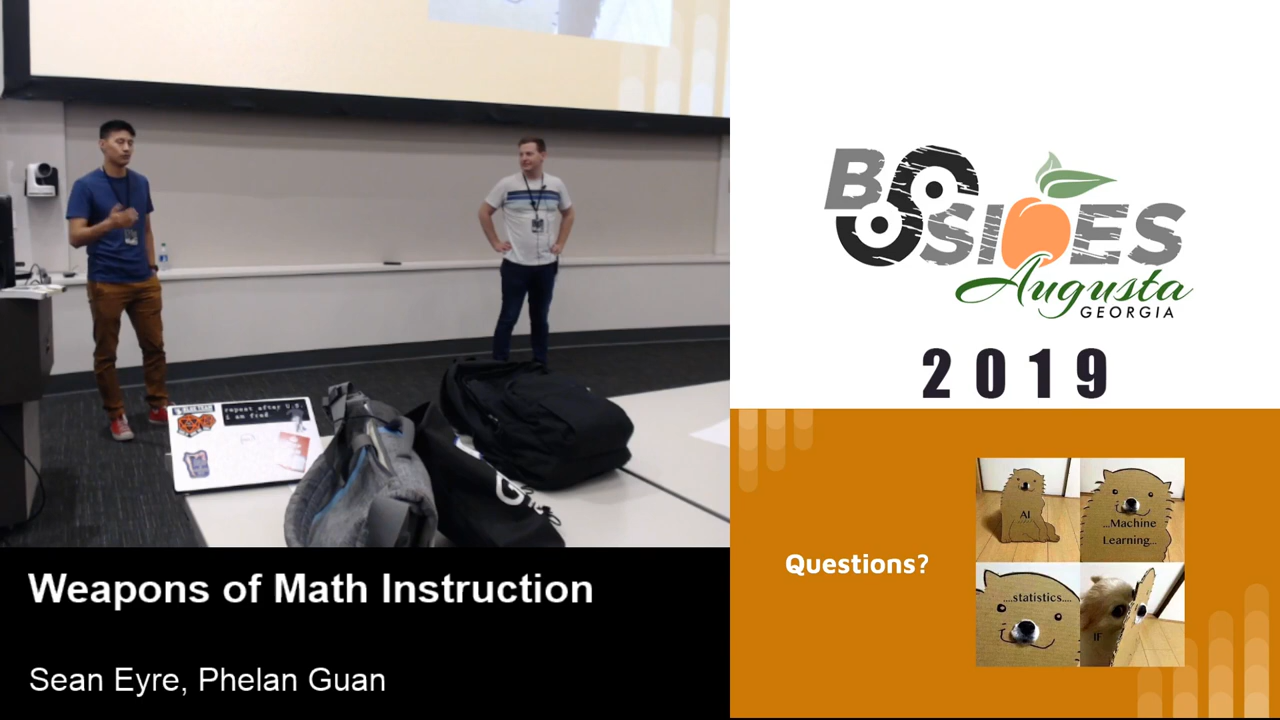 BSIDES
Augusta
GEORGIA
2019
repeat after U.S.
i am fred
Questions?
AI
...Machine
Learning...
....statistics....
IF
Weapons of Math Instruction
Sean Eyre, Phelan Guan